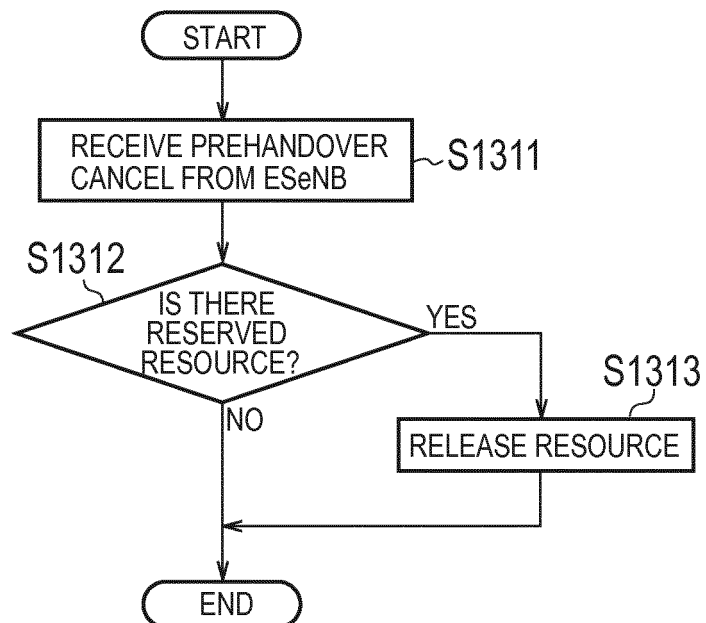 START
RECEIVE PREHANDOVER
CANCEL FROM ESeNB
S1311
S1312
IS THERE
RESERVED
RESOURCE?
YES
S1313
NO
RELEASE RESOURCE
END